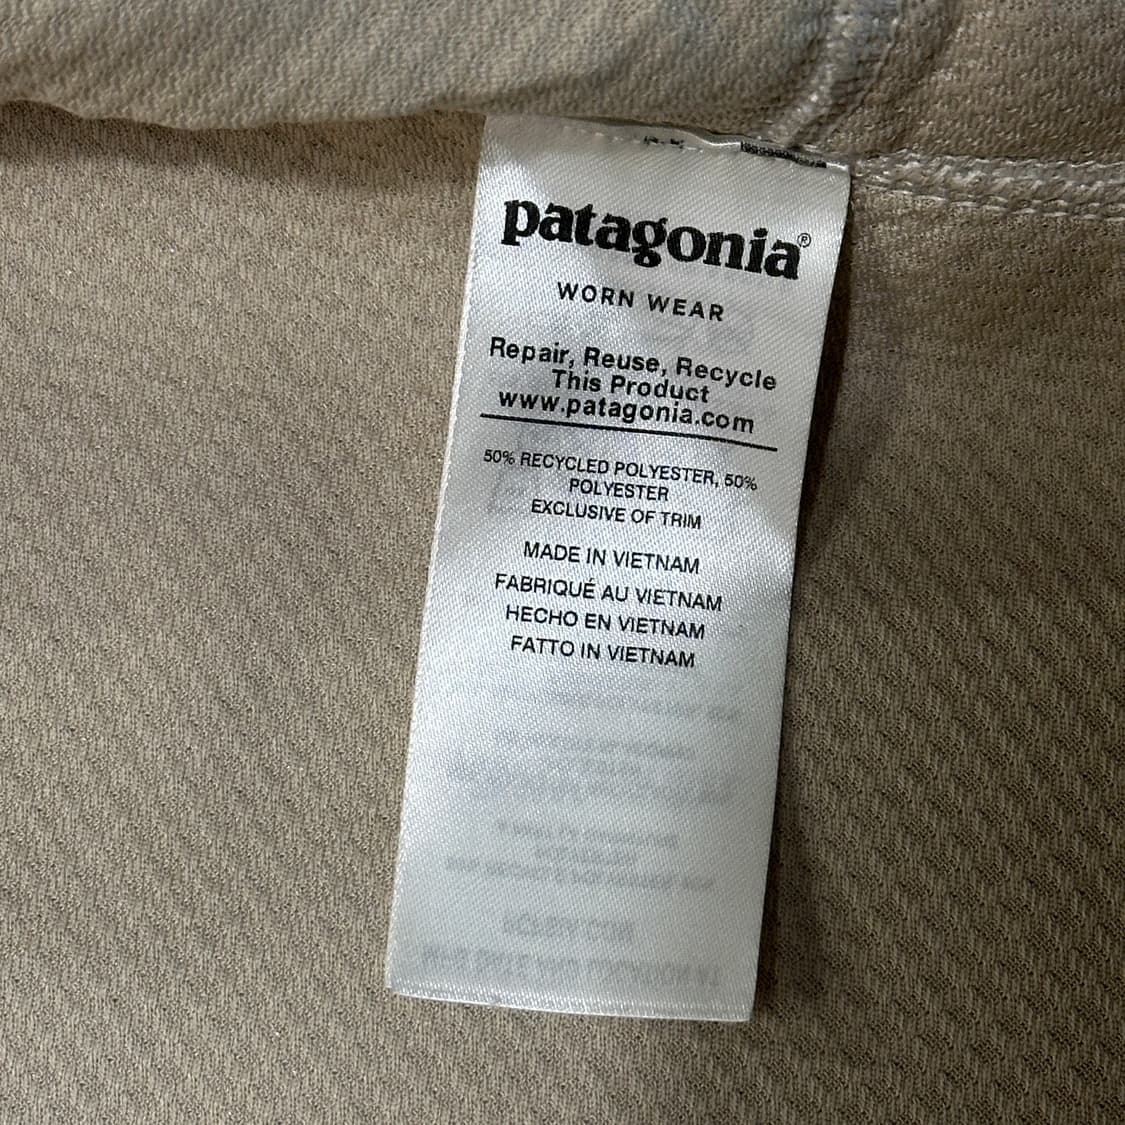 patagonia®
WORN WEAR
Repair, Reuse, Recycle
This Product
www.patagonia.com
50% RECYCLED POLYESTER, 50%
POLYESTER
EXCLUSIVE OF TRIM
MADE IN VIETNAM
FABRIQUÉ AU VIETNAM
HECHO EN VIETNAM
FATTO IN VIETNAM